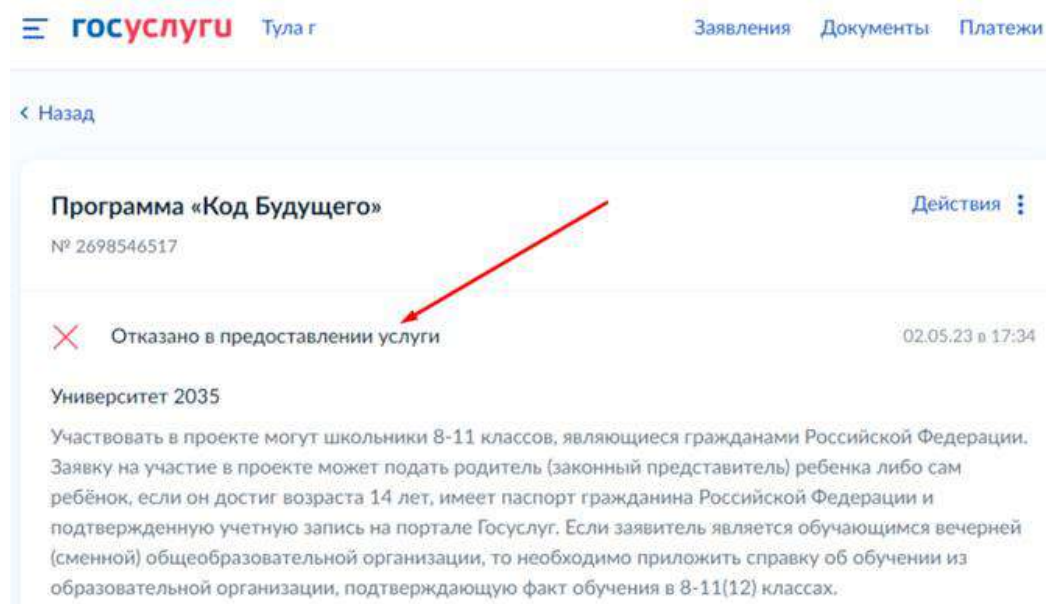 госуслуги Тула г Заявления Документы Платежи
Назад
Программа «Код Будущего» Действия
№ 2698546517
Отказано в предоставлении услуги 02.05.23 в 17:34
Университет 2035
Участвовать в проекте могут школьники 8-11 классов, являющиеся гражданами Российской Федерации.
Заявку на участие в проекте может подать родитель (законный представитель) ребенка либо сам
ребёнок, если он достиг возраста 14 лет, имеет паспорт гражданина Российской Федерации и
подтвержденную учетную запись на портале Госуслуг. Если заявитель является обучающимся вечерней
(сменной) общеобразовательной организации, то необходимо приложить справку об обучении из
образовательной организации, подтверждающую факт обучения в 8-11(12) классах.